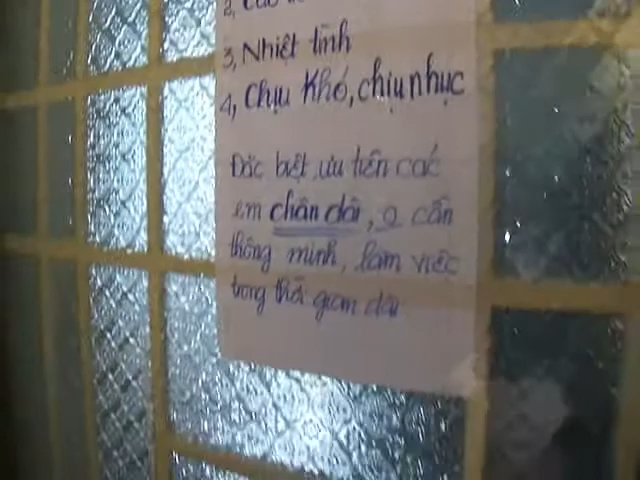 2,
3, Nhiệt tình
4, Chịu khó, chịu nhục
Đặc biệt ưu tiên các
em chân dài, o cần
thông minh, làm việc
trong thời gian dài